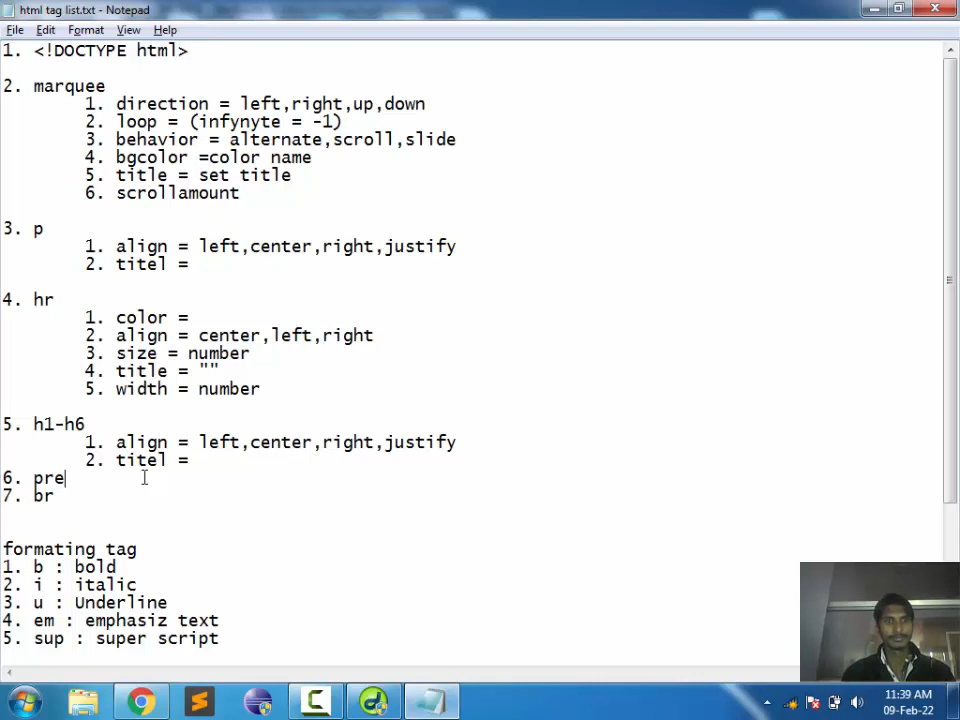 html tag list.txt - Notepad
File Edit Format View Help
1. <!DOCTYPE html>
2. marquee
1. direction = left,right,up,down
2. loop = (infynyte = -1)
3. behavior = alternate,scroll,slide
4. bgcolor =color name
5. title = set title
6. scrollamount
3. p
1. align = left,center,right,justify
2. titel =
4. hr
1. color =
2. align = center,left,right
3. size = number
4. title = ""
5. width = number
5. h1-h6
1. align = left,center,right,justify
2. titel =
6. pre
7. br
formating tag
1. b : bold
2. i : italic
3. u : Underline
4. em : emphasiz text
5. sup : super script
11:39 AM
09-Feb-22